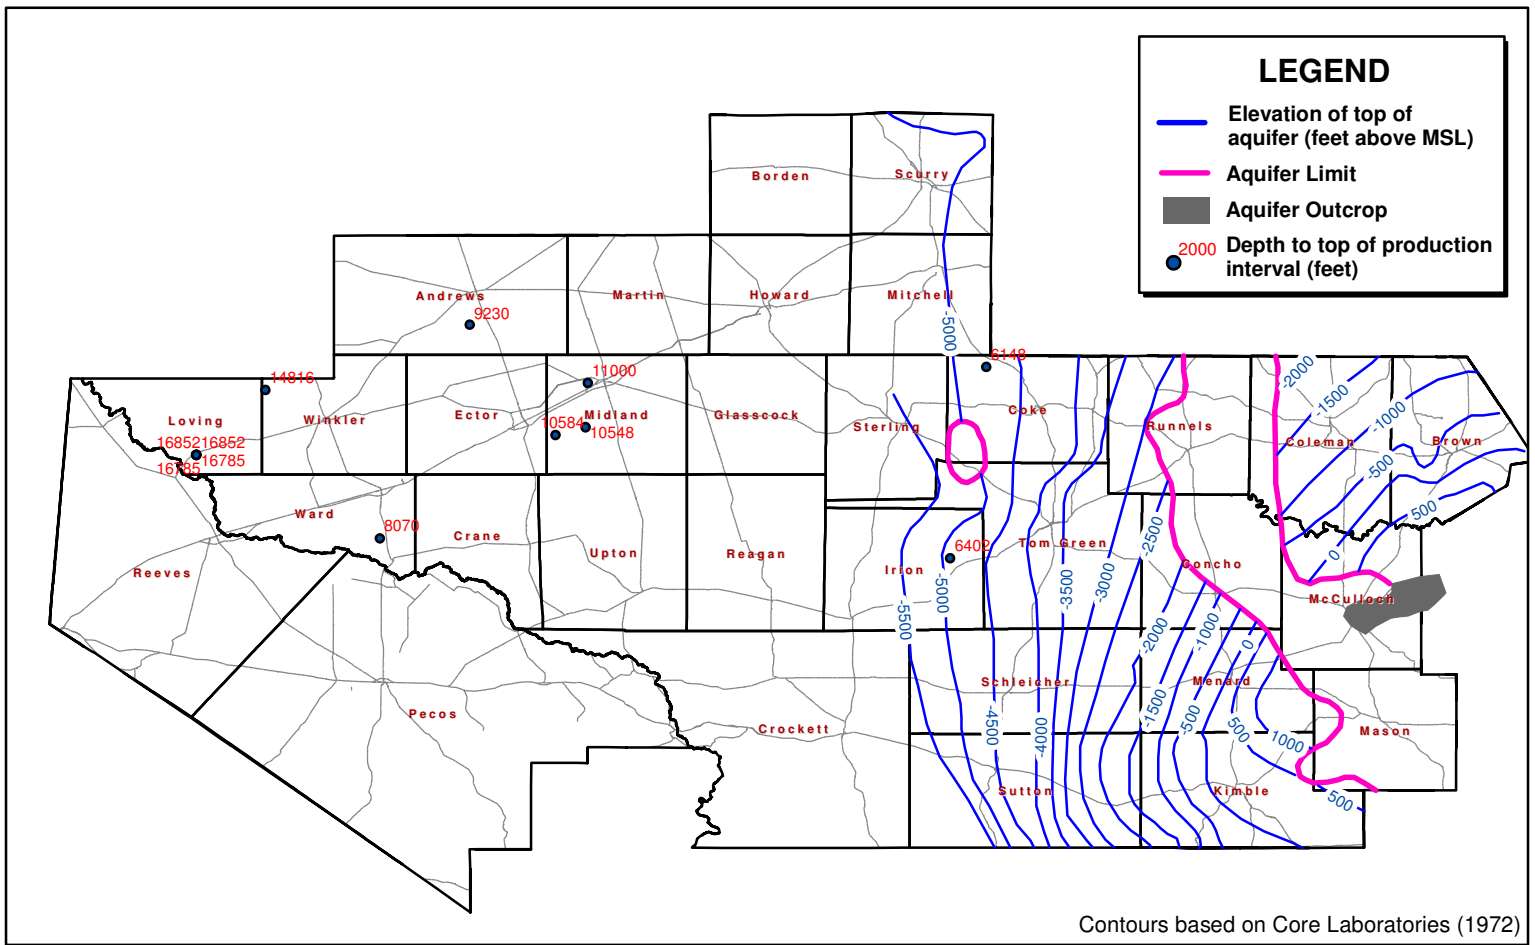 LEGEND
Elevation of top of
aquifer (feet above MSL)
Aquifer Limit
Aquifer Outcrop
2000
Depth to top of production
interval (feet)
Borden
Scurry
Andrews
9230
Martin
Howard
Mitchell
-5000
6148
14816
11000
Loving
Winkler
Ector
10584
Midland
10548
Glasscock
Sterling
Coke
Runnels
-2000
-1500
-1000
Coleman
Brown
-500
500
0
16852
16852
16785
16785
Ward
8070
Crane
Upton
Reagan
Irion
6402
Tom Green
-2500
Concho
McCulloch
Reeves
-5500
-5000
-3500
-3000
-2000
-1000
0
Pecos
Crockett
Schleicher
Menard
-4500
-4000
-1500
-500
500
1000
Mason
Sutton
Kimble
500
Contours based on Core Laboratories (1972)